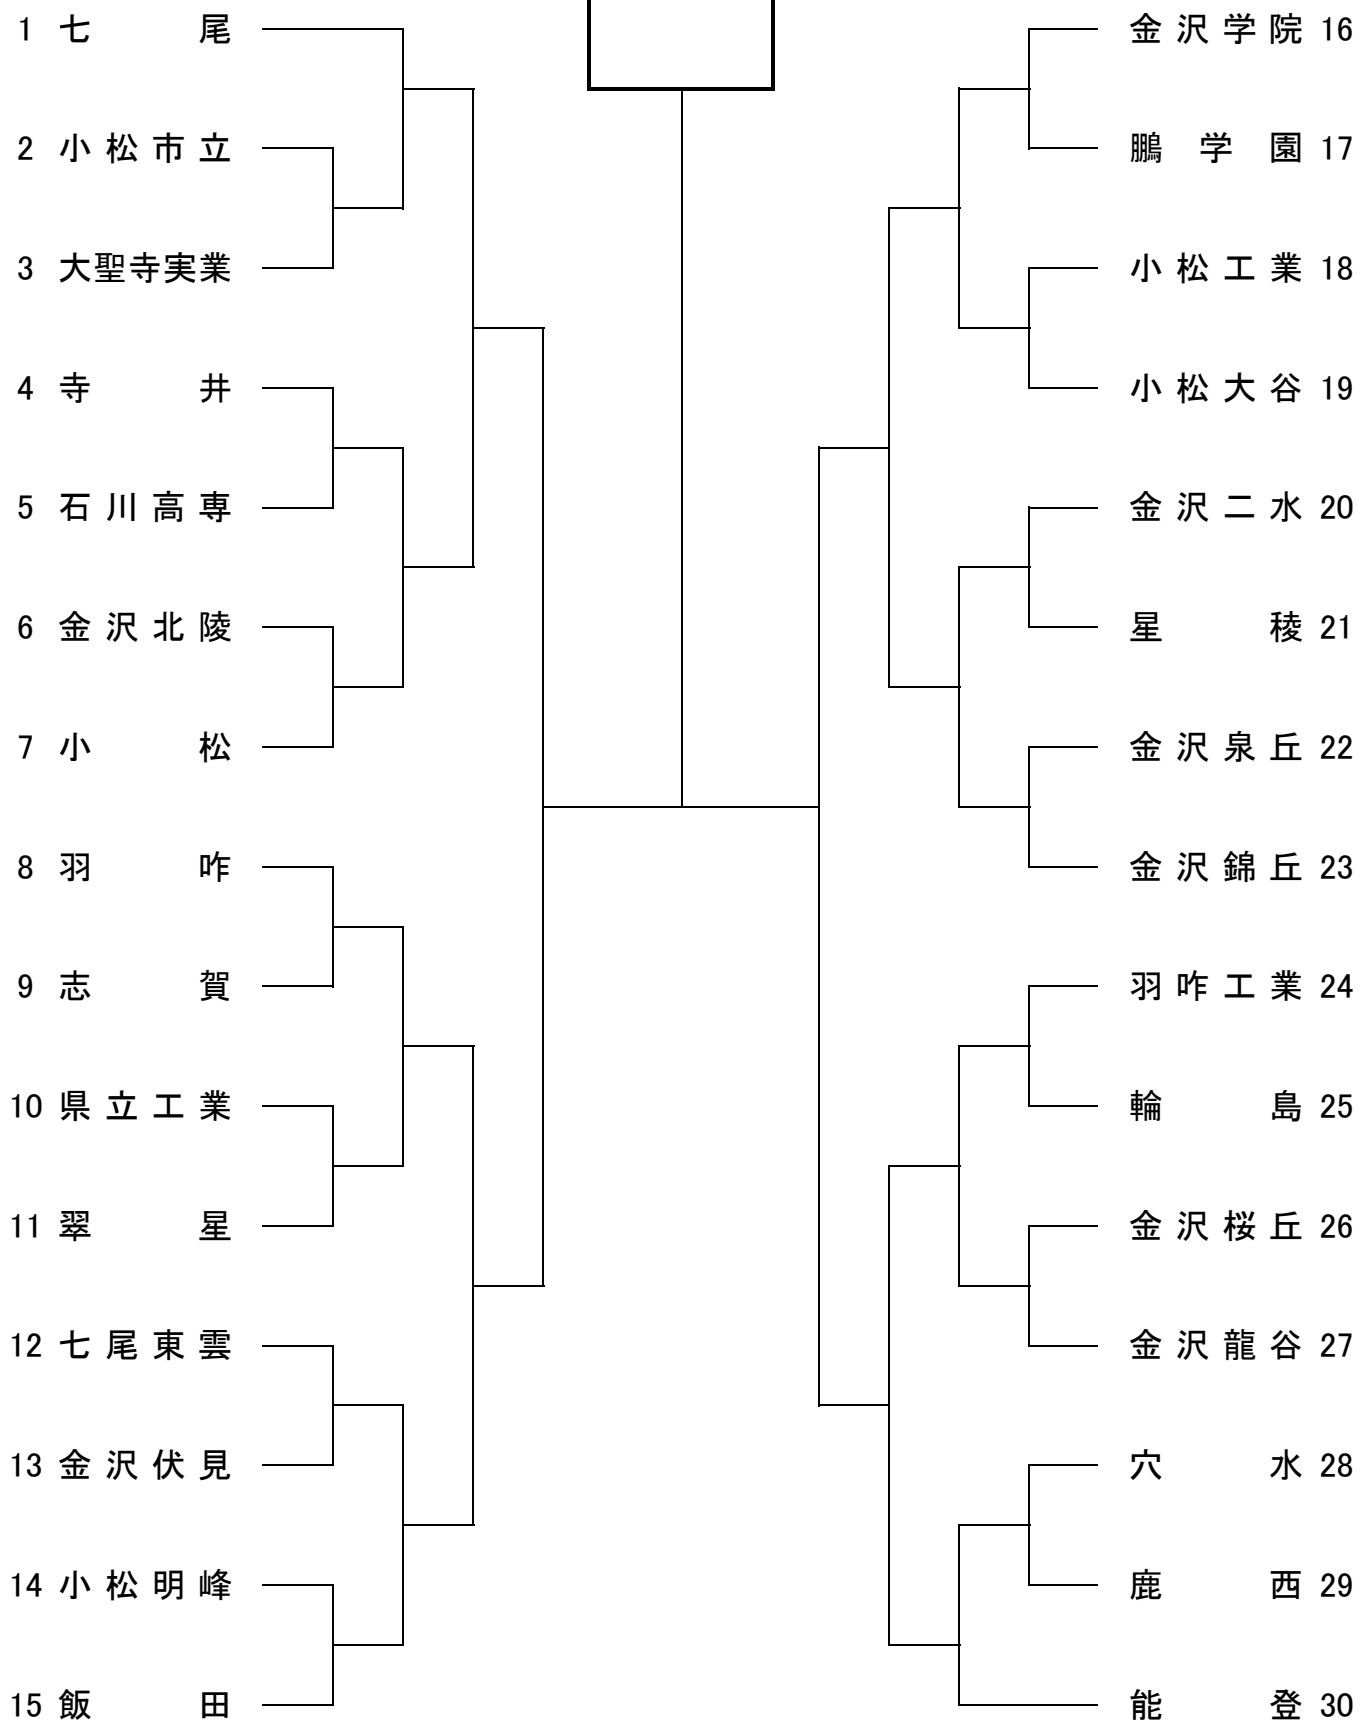 1 七尾
2 小松市立
3 大聖寺実業
4 寺井
5 石川高専
6 金沢北陵
7 小松
8 羽咋
9 志賀
10 県立工業
11 翠星
12 七尾東雲
13 金沢伏見
14 小松明峰
15 飯田
金沢学院 16
鵬学園 17
小松工業 18
小松大谷 19
金沢二水 20
星稜 21
金沢泉丘 22
金沢錦丘 23
羽咋工業 24
輪島 25
金沢桜丘 26
金沢龍谷 27
穴水 28
鹿西 29
能登 30